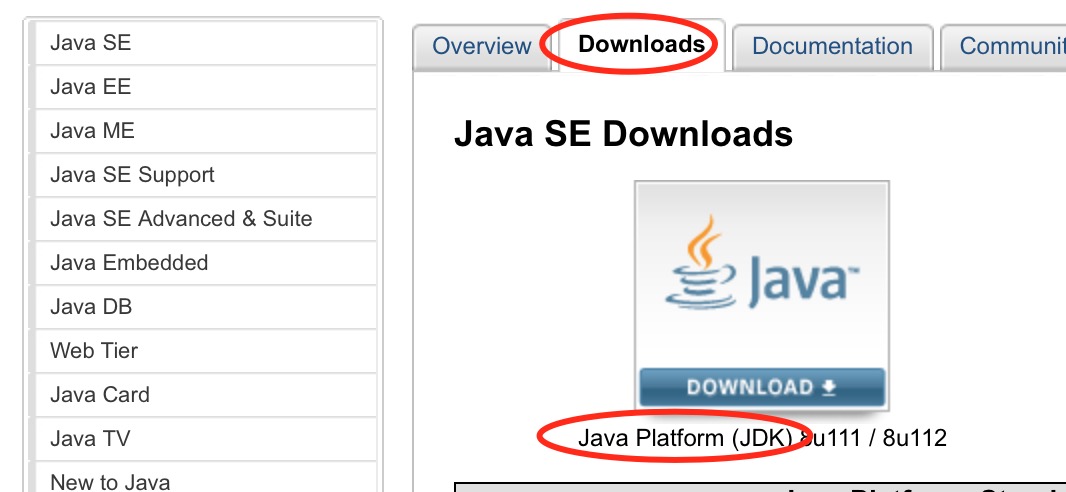 Java SE
Java EE
Java ME
Java SE Support
Java SE Advanced & Suite
Java Embedded
Java DB
Web Tier
Java Card
Java TV
New to Java
Overview
Downloads
Documentation
Communit
Java SE Downloads
Java™
DOWNLOAD
Java Platform (JDK) 8u111 / 8u112